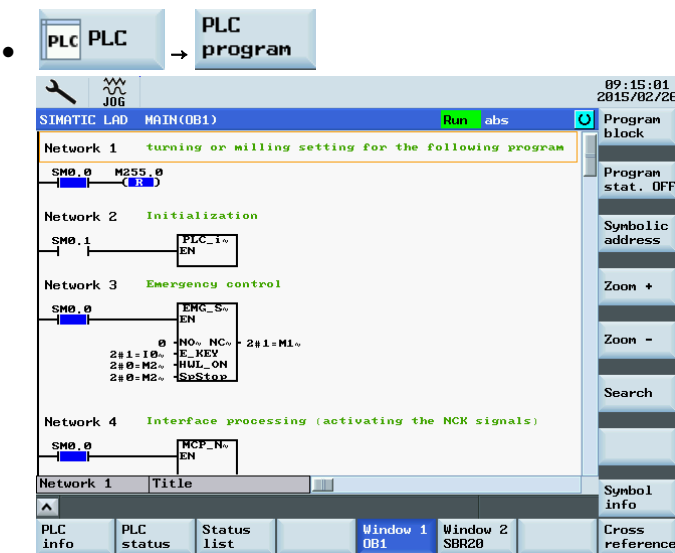 PLC PLC → PLC program
JOG
09:15:01
2015/02/26
SIMATIC LAD MAIN(OB1) Run abs
Network 1 turning or milling setting for the following program
SM0.0 M255.0
R
Network 2 Initialization
SM0.1 PLC_i~
EN
Network 3 Emergency control
SM0.0 EMG_S~
EN
0 NO~ NC~ 2#1=M1~
2#1=I0~ E_KEY
2#0=M2~ HWL_ON
2#0=M2~ SpStop
Network 4 Interface processing (activating the NCK signals)
SM0.0 MCP_N~
EN
Network 1 Title
Program
block
Program
stat. OFF
Symbolic
address
Zoom +
Zoom -
Search
Symbol
info
Cross
reference
PLC
info
PLC
status
Status
list
Window 1
OB1
Window 2
SBR20